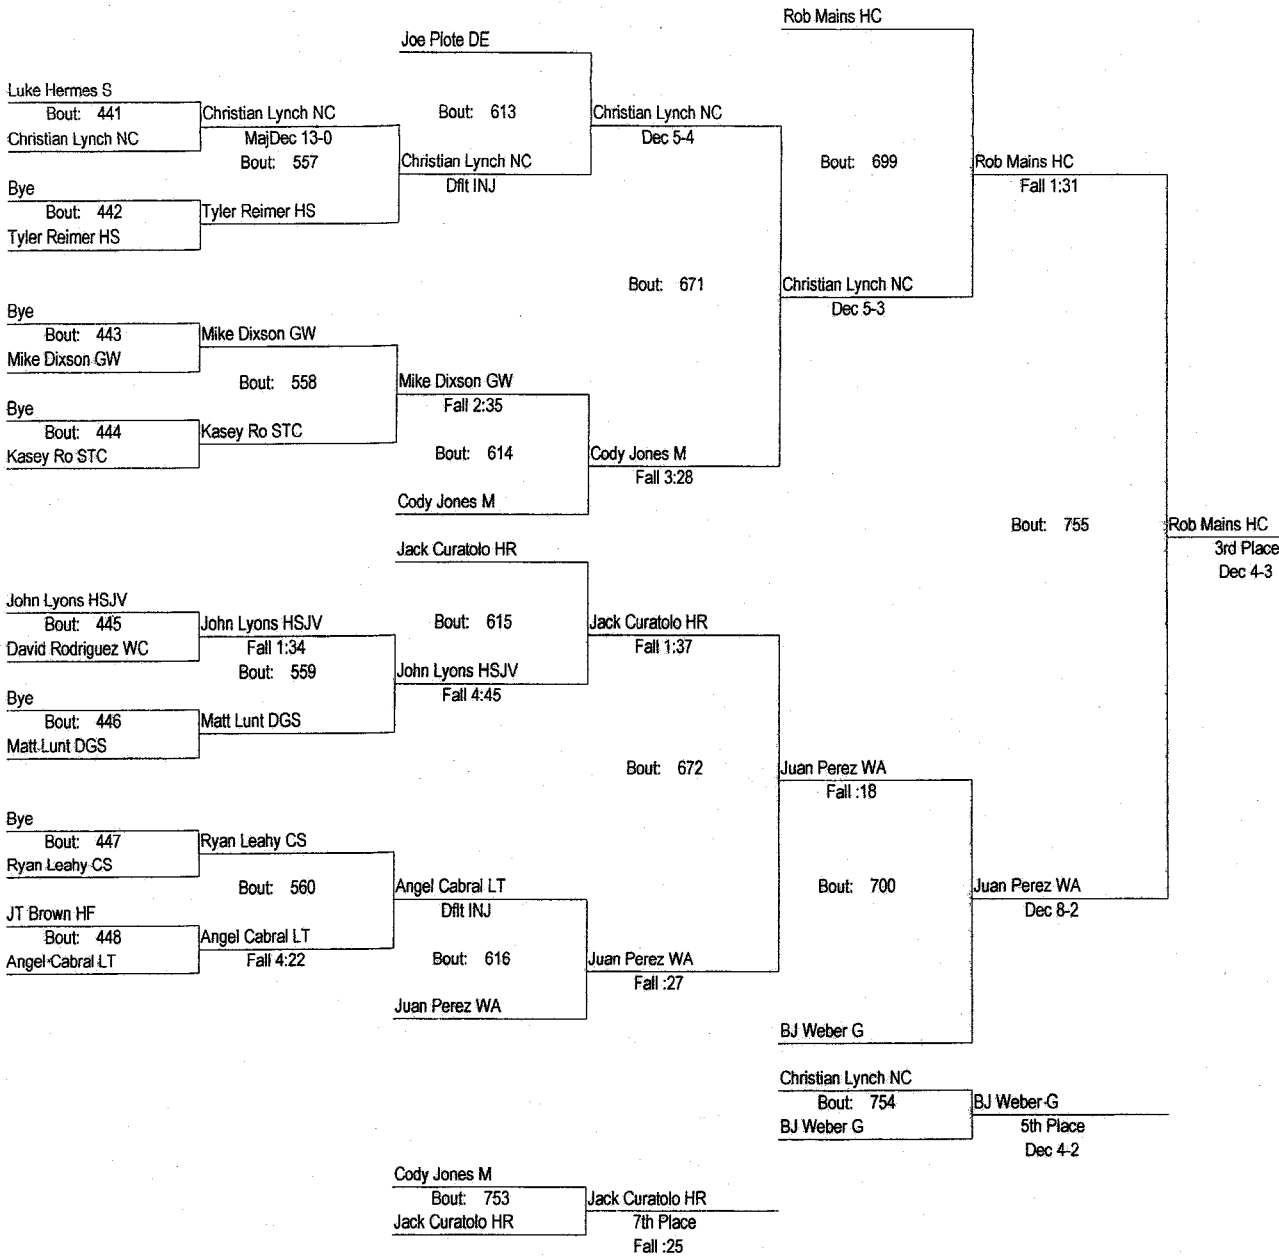 Rob Mains HC
Joe Plote DE
Luke Hermes S
Bout: 441
Christian Lynch NC
Christian Lynch NC
MajDec 13-0
Bout: 557
Bout: 613
Christian Lynch NC
Dec 5-4
Christian Lynch NC
Dflt INJ
Bout: 699
Rob Mains HC
Fall 1:31
Bye
Bout: 442
Tyler Reimer HS
Tyler Reimer HS
Bout: 671
Christian Lynch NC
Dec 5-3
Bye
Bout: 443
Mike Dixson GW
Mike Dixson GW
Bout: 558
Mike Dixson GW
Fall 2:35
Bye
Bout: 444
Kasey Ro STC
Kasey Ro STC
Bout: 614
Cody Jones M
Fall 3:28
Cody Jones M
Bout: 755
Rob Mains HC
3rd Place
Dec 4-3
Jack Curatolo HR
John Lyons HSJV
Bout: 445
David Rodriguez WC
John Lyons HSJV
Fall 1:34
Bout: 559
Bout: 615
Jack Curatolo HR
Fall 1:37
John Lyons HSJV
Fall 4:45
Bye
Bout: 446
Matt Lunt DGS
Matt Lunt DGS
Bout: 672
Juan Perez WA
Fall :18
Bye
Bout: 447
Ryan Leahy CS
Ryan Leahy CS
Bout: 560
Angel Cabral LT
Dflt INJ
Bout: 700
Juan Perez WA
Dec 8-2
JT Brown HF
Bout: 448
Angel Cabral LT
Angel Cabral LT
Fall 4:22
Bout: 616
Juan Perez WA
Fall :27
Juan Perez WA
BJ Weber G
Christian Lynch NC
Bout: 754
BJ Weber G
BJ Weber G
5th Place
Dec 4-2
Cody Jones M
Bout: 753
Jack Curatolo HR
Jack Curatolo HR
7th Place
Fall :25